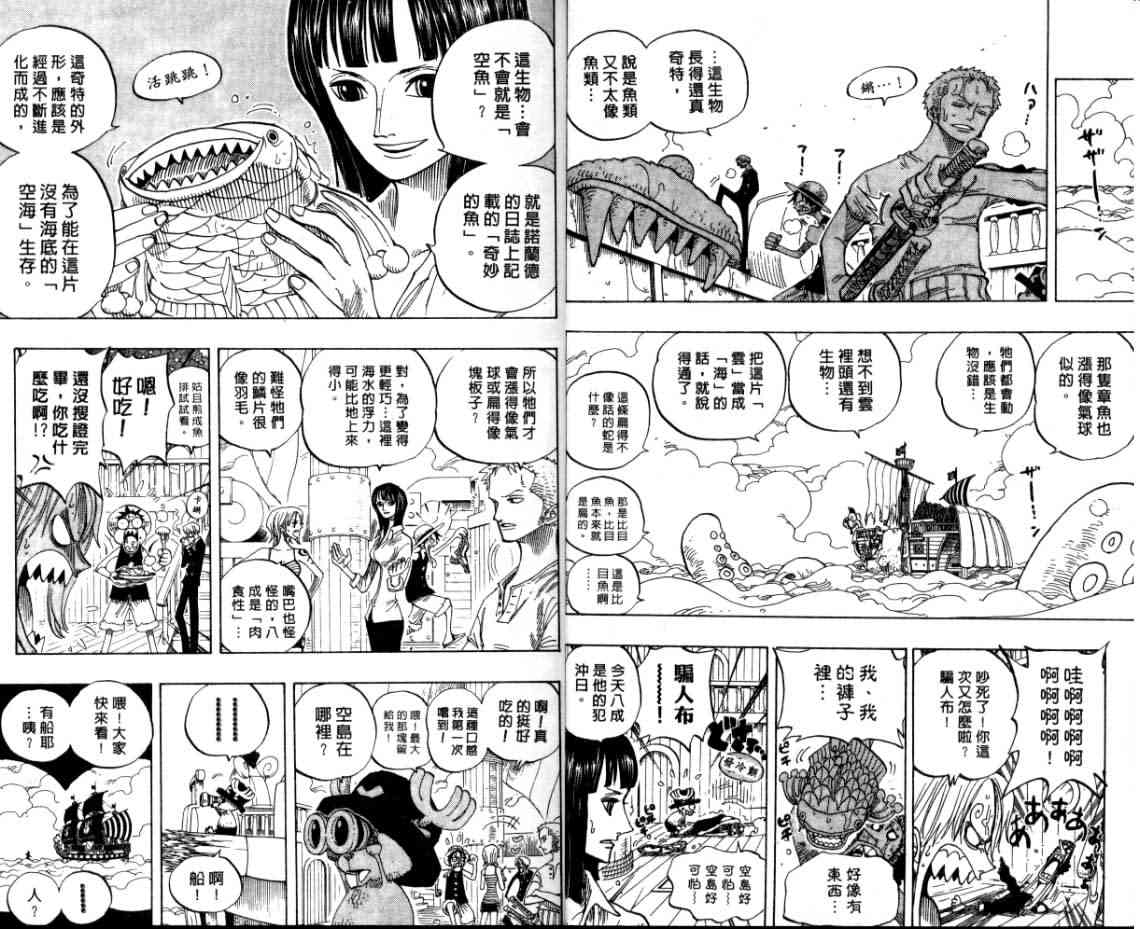 …這生物
長得還真
奇特，
說是魚類
又不太像
魚類…
鏘…！
ハァ…
?!
?!
ザザ…
那隻章魚也
漲得像氣球
似的。
牠們都會動
，應該是生
物沒錯…
想不到雲
裡頭還有
生物…
把這片「
雲」當成
「海」的
話，就說
得通了。
這條扁得不
像話的蛇是
什麼？
那是比目
魚，比目
魚本來就
是扁的。
這是比
目魚啊
哇啊啊啊
啊啊啊啊！
吵死了！你這
次又怎麼啦？
騙人布！
我、我
的褲子
裡…
好像有
東西…
騙人布
～～～！
今天八成
是他的犯
沖日。
空島好
可怕～
空島好
可怕～
這生物…會
不會就是「
空魚」？
就是諾蘭德
的日誌上記
載的「奇妙
的魚」。
活跳跳！
這奇特的外
形，應該是
經過不斷進
化而成的，
為了能在這片
沒有海底的「
空海」生存。
所以牠們才
會漲得像氣
球或扁得像
塊板子？
對，為了變得
更輕巧…這裡
海水的浮力，
可能比地上來
得小。
難怪牠們
的鱗片很
像羽毛。
嘴巴也怪
怪的，八
成是「肉
食性」…
姑且煎成魚
排試試看。
嗯！
好吃！
還沒搜證完
畢，你吃什
麼吃啊!?
啊！真
的挺好
吃的！
這種口感
我第一次
嚐到！
喂！最大
的那塊留
給我！
空島在
哪裡？
………
………
啊！
船！
喂！大家
快來看！
有船耶
…咦？
………
人？